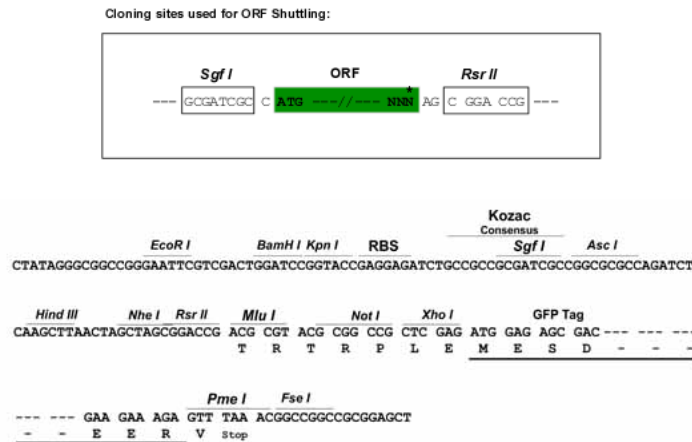 Cloning sites used for ORF Shuttling:
Sgf I ORF Rsr II
*
--- GCGATCGC C ATG ---//--- NNN AG C GGA CCG ---
Kozac
Consensus
EcoR I BamH I Kpn I RBS Sgf I Asc I
CTATAGGGCGGCCGGGAATTCGTCGACTGGATCCGGTACCGAGGAGATCTGCCGCCGCGATCGCCGGCGCGCCAGATCT
Hind III Nhe I Rsr II Mlu I Not I Xho I GFP Tag
CAAGCTTAACTAGCTAGCGGACCG ACG CGT ACG CGG CCG CTC GAG ATG GAG AGC GAC--- --- ---
T R T R P L E M E S D - - -
Pme I Fse I
--- --- GAA GAA AGA GTT TAA ACGGCCGGCCGCGGAGCT
- - E E R V Stop